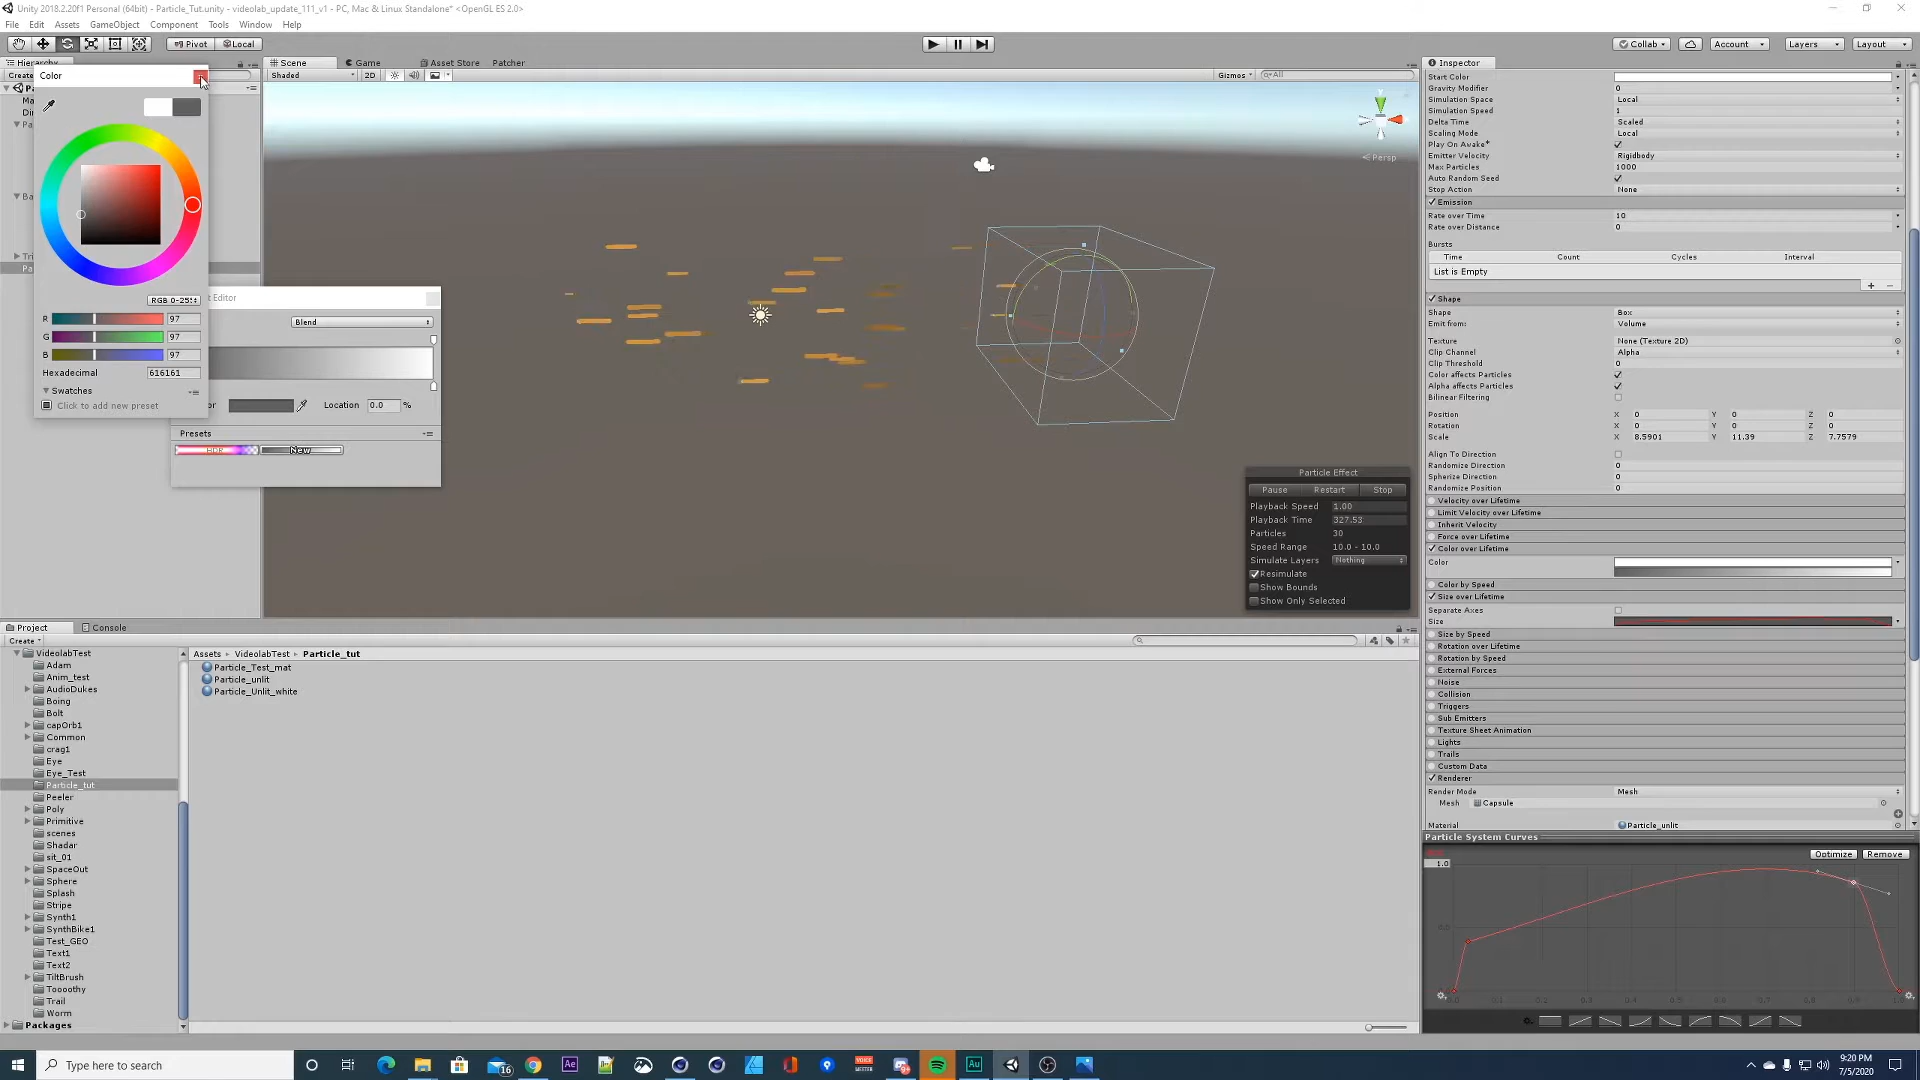 Unity 2018.2.20f1 Personal (64bit) - Particle_Tut.unity - videolab_update_111_v1 - PC, Mac & Linux Standalone* <OpenGL ES 2.0>
File Edit Assets GameObject Component Tools Window Help
Pivot Local
Collab Account Layers Layout
Hierarchy
Color
RGB 0-255
R 97
G 97
B 97
Hexadecimal 616161
Swatches
Click to add new preset
Editor
Blend
Location 0.0 %
Presets
HDR New
Scene Game Asset Store Patcher
Shaded 2D Gizmos All
Persp
Particle Effect
Pause Restart Stop
Playback Speed 1.00
Playback Time 327.53
Particles 30
Speed Range 10.0 - 10.0
Simulate Layers Nothing
Resimulate
Show Bounds
Show Only Selected
Inspector
Start Color
Gravity Modifier 0
Simulation Space Local
Simulation Speed 1
Delta Time Scaled
Scaling Mode Local
Play On Awake*
Emitter Velocity Rigidbody
Max Particles 1000
Auto Random Seed
Stop Action None
Emission
Rate over Time 10
Rate over Distance 0
Bursts
Time Count Cycles Interval
List is Empty
Shape
Shape Box
Emit from: Volume
Texture None (Texture 2D)
Clip Channel Alpha
Clip Threshold 0
Color affects Particles
Alpha affects Particles
Bilinear Filtering
Position X 0 Y 0 Z 0
Rotation X 0 Y 0 Z 0
Scale X 8.5901 Y 11.39 Z 7.7579
Align To Direction
Randomize Direction 0
Spherize Direction 0
Randomize Position 0
Velocity over Lifetime
Limit Velocity over Lifetime
Inherit Velocity
Force over Lifetime
Color over Lifetime
Color
Color by Speed
Size over Lifetime
Separate Axes
Size
Size by Speed
Rotation over Lifetime
Rotation by Speed
External Forces
Noise
Collision
Triggers
Sub Emitters
Texture Sheet Animation
Lights
Trails
Custom Data
Renderer
Render Mode Mesh
Mesh Capsule
Material Particle_unlit
Particle System Curves
Optimize Remove
1.0
Project Console
Create
VideolabTest
Adam
Anim_test
AudioDukes
Boing
Bolt
capOrb1
Common
crag1
Eye
Eye_Test
Particle_tut
Peeler
Poly
Primitive
scenes
Shadar
sit_01
SpaceOut
Sphere
Splash
Stripe
Synth1
SynthBike1
Test_GEO
Text1
Text2
TiltBrush
Toooothy
Trail
Worm
Packages
Assets VideolabTest Particle_tut
Particle_Test_mat
Particle_unlit
Particle_Unlit_white
Type here to search
9:20 PM
7/5/2020